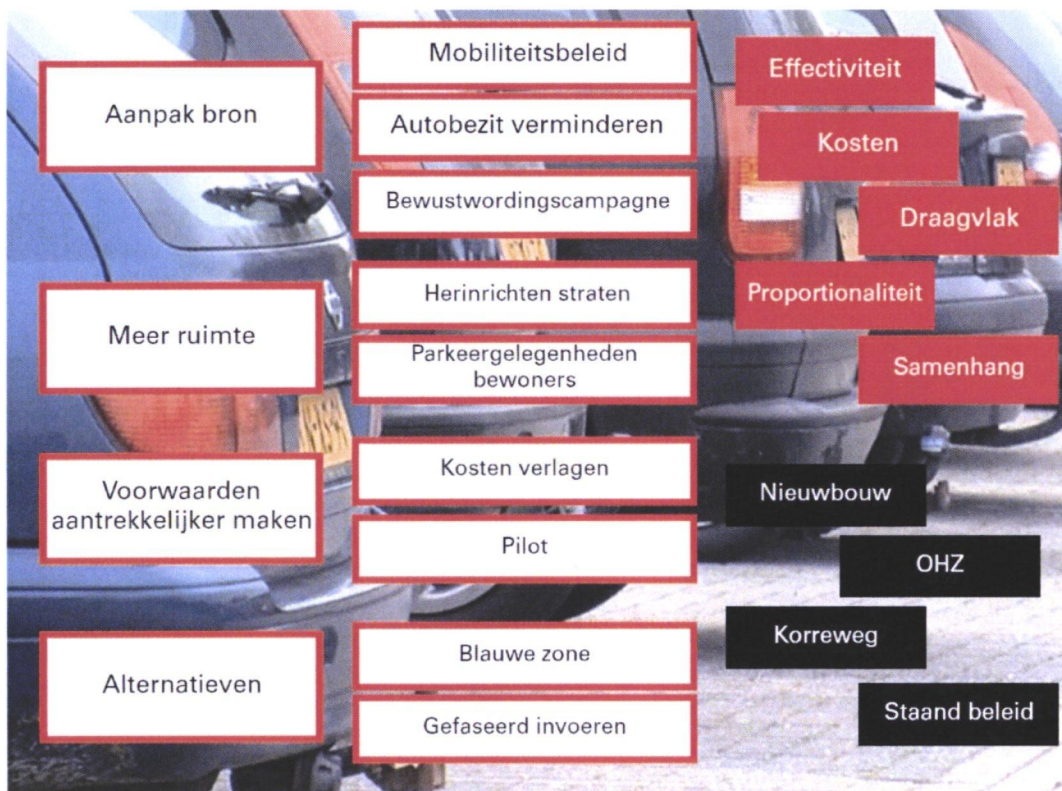 Aanpak bron
Mobiliteitsbeleid
Autobezit verminderen
Bewustwordingscampagne
Meer ruimte
Herinrichten straten
Parkeergelegenheden
bewoners
Voorwaarden
aantrekkelijker maken
Kosten verlagen
Pilot
Alternatieven
Blauwe zone
Gefaseerd invoeren
Effectiviteit
Kosten
Draagvlak
Proportionaliteit
Samenhang
Nieuwbouw
OHZ
Korreweg
Staand beleid